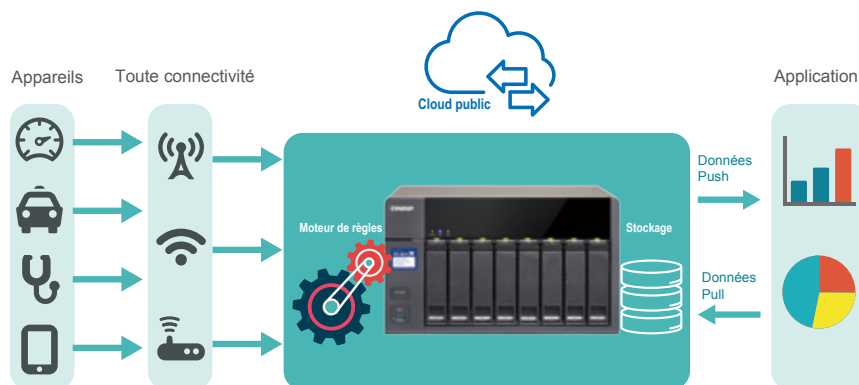 Appareils
Toute connectivité
Cloud public
Application
Moteur de règles
Stockage
Données
Push
Données
Pull